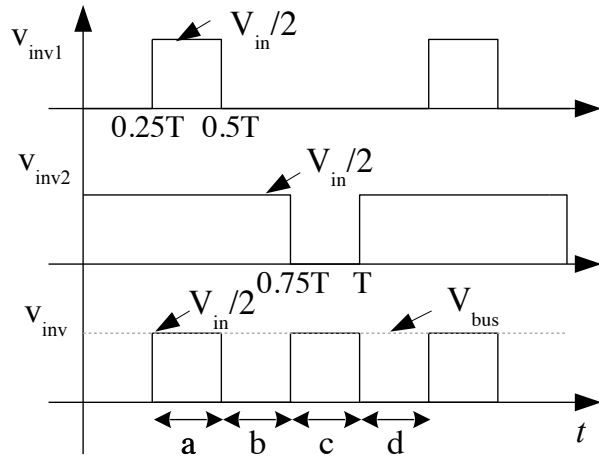 v_inv1
V_in/2
0.25T 0.5T
v_inv2
V_in/2
0.75T T
v_inv
V_in/2
V_bus
a b c d
t